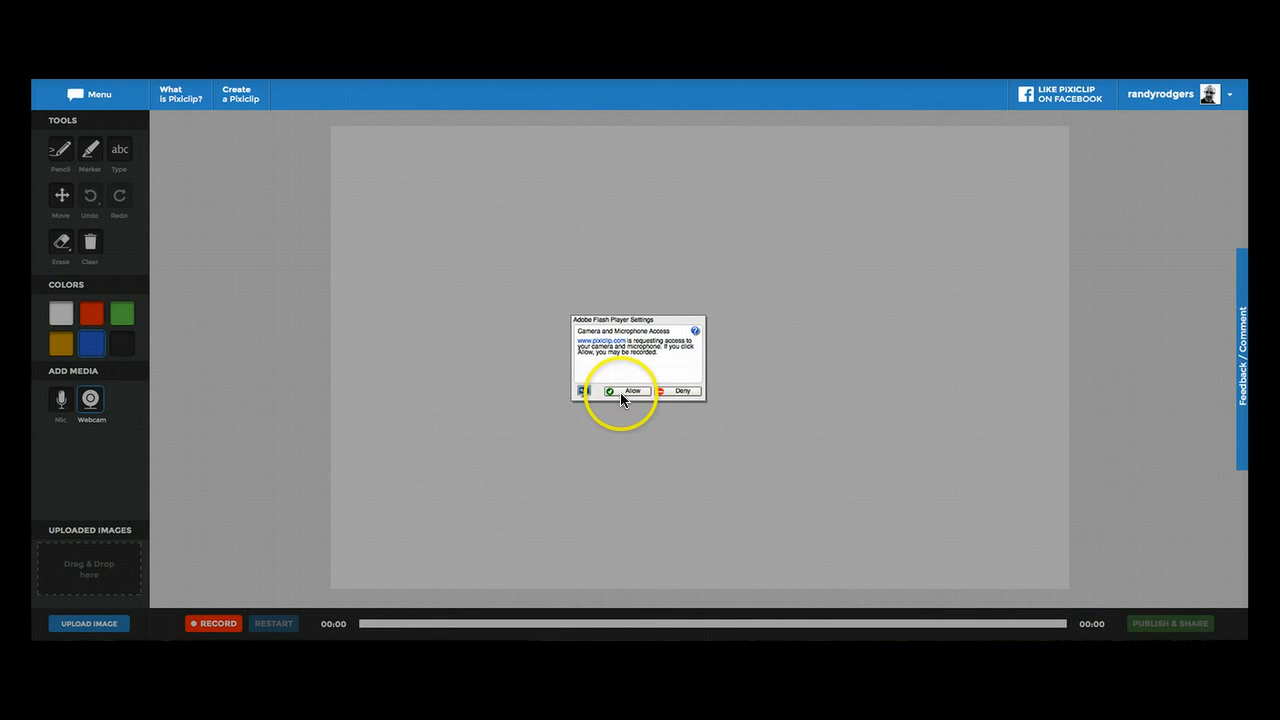 Menu
What
is Pixiclip?
Create
a Pixiclip
LIKE PIXICLIP
ON FACEBOOK
randyrodgers
TOOLS
abc
Pencil
Marker
Type
Move
Undo
Redo
Erase
Clear
COLORS
ADD MEDIA
Mic
Webcam
UPLOADED IMAGES
Drag & Drop
here
UPLOAD IMAGE
Adobe Flash Player Settings
Camera and Microphone Access
?
www.pixiclip.com is requesting access to
your camera and microphone. If you click
Allow, you may be recorded.
Allow
Deny
Feedback / Comment
RECORD
RESTART
00:00
00:00
PUBLISH & SHARE